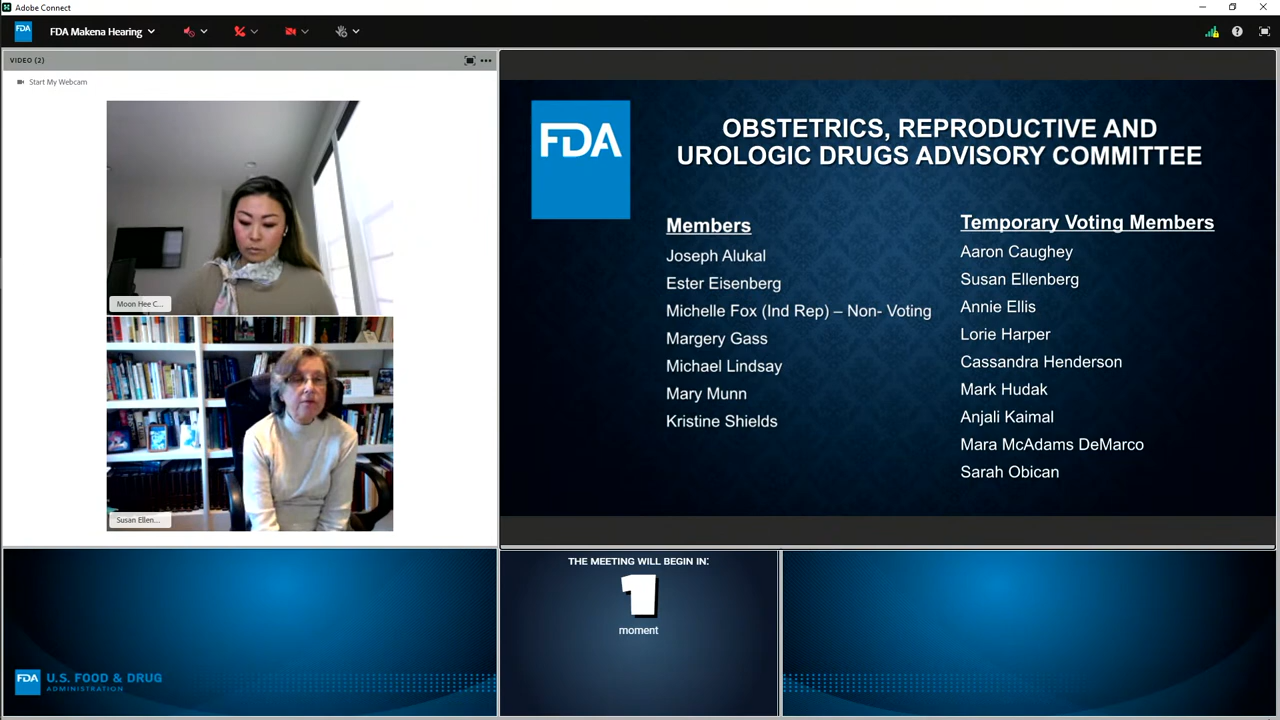 Adobe Connect
FDA
FDA Makena Hearing
VIDEO (2)
Start My Webcam
Moon Hee C...
Susan Ellen...
FDA
OBSTETRICS, REPRODUCTIVE AND
UROLOGIC DRUGS ADVISORY COMMITTEE
Members
Joseph Alukal
Ester Eisenberg
Michelle Fox (Ind Rep) – Non- Voting
Margery Gass
Michael Lindsay
Mary Munn
Kristine Shields
Temporary Voting Members
Aaron Caughey
Susan Ellenberg
Annie Ellis
Lorie Harper
Cassandra Henderson
Mark Hudak
Anjali Kaimal
Mara McAdams DeMarco
Sarah Obican
FDA U.S. FOOD & DRUG
ADMINISTRATION
THE MEETING WILL BEGIN IN:
1
moment